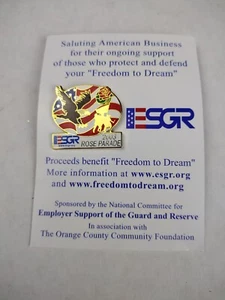 Saluting American Business
for their ongoing support
of those who protect and defend
your "Freedom to Dream"
ESGR
ESGR
2003
ROSE PARADE
Proceeds benefit "Freedom to Dream"
More information at www.esgr.org
and www.freedomtodream.org
Sponsored by the National Committee for
Employer Support of the Guard and Reserve
In association with
The Orange County Community Foundation